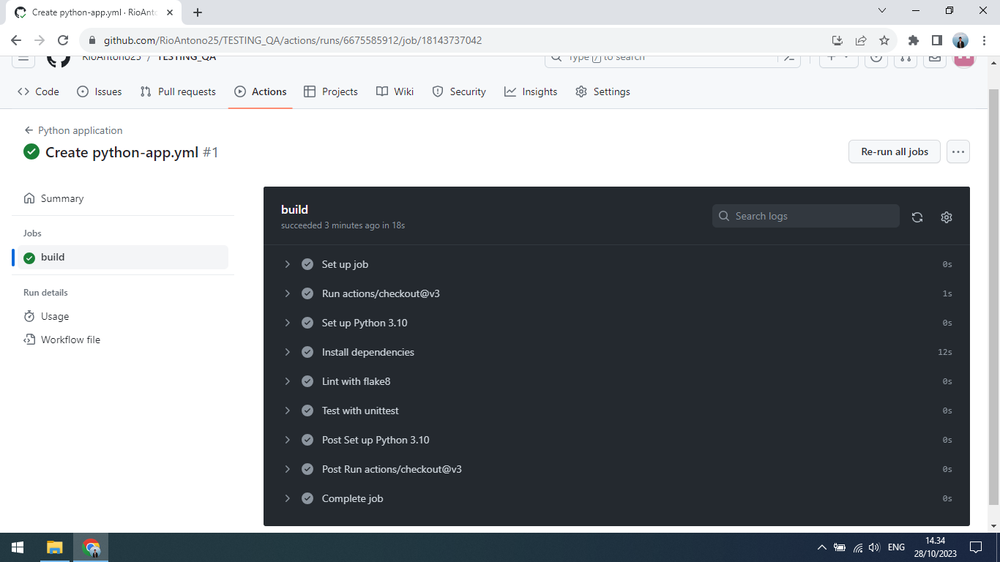 Create python-app.yml · RioAnto
github.com/RioAntono25/TESTING_QA/actions/runs/6675585912/job/18143737042
RioAntono25 / TESTING_QA
Type / to search
Code Issues Pull requests Actions Projects Wiki Security Insights Settings
Python application
Create python-app.yml #1
Re-run all jobs
Summary
Jobs
build
Run details
Usage
Workflow file
build
succeeded 3 minutes ago in 18s
Search logs
Set up job 0s
Run actions/checkout@v3 1s
Set up Python 3.10 0s
Install dependencies 12s
Lint with flake8 0s
Test with unittest 0s
Post Set up Python 3.10 0s
Post Run actions/checkout@v3 0s
Complete job 0s
ENG
14.34
28/10/2023